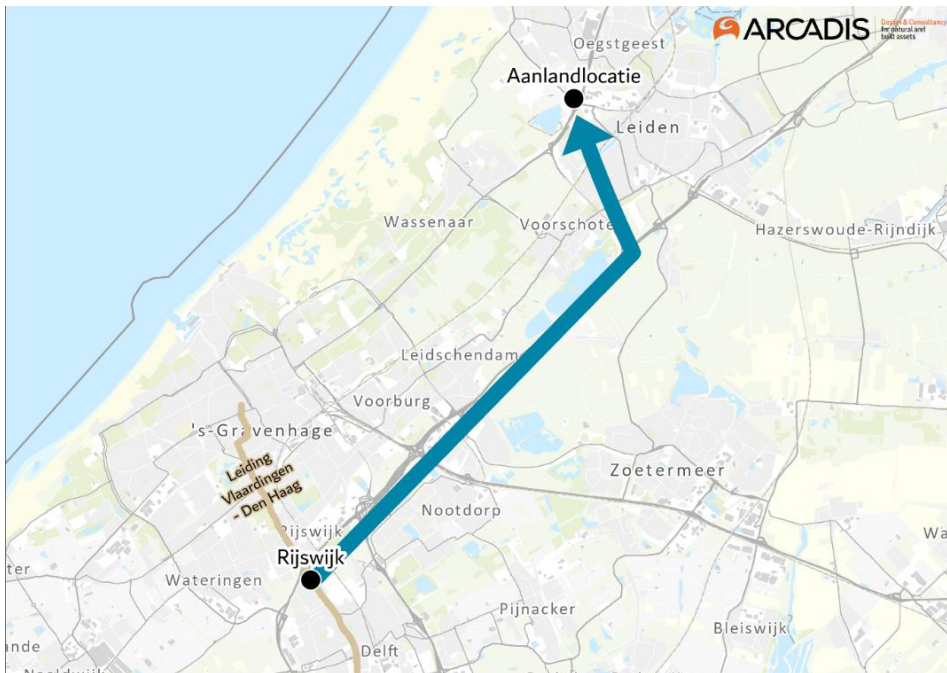 ARCADIS
Design & Consultancy
for natural and
built assets
Oegstgeest
Aanlandlocatie
Leiden
Wassenaar
Voorschoten
Hazerswoude-Rijndijk
Leidschendam
Voorburg
's-Gravenhage
Leiding
Vlaardingen
- Den Haag
Zoetermeer
Nootdorp
Rijswijk
Rijswijk
Wateringen
Pijnacker
Bleiswijk
Delft